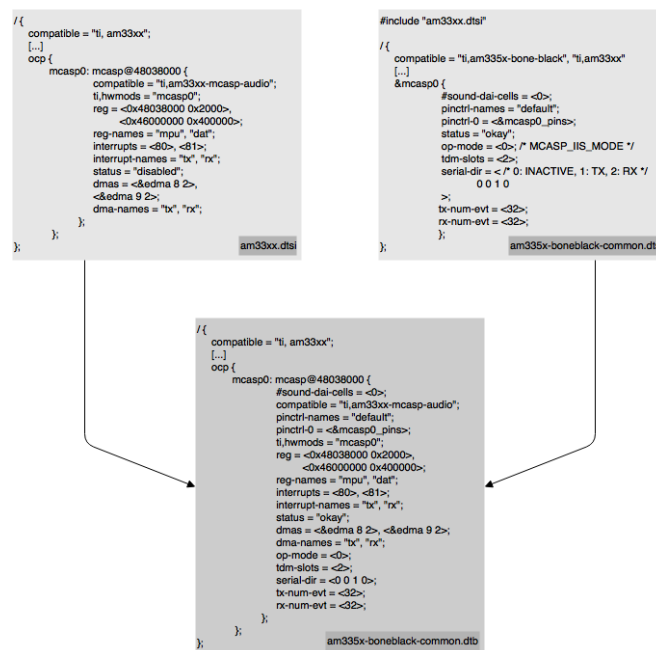 / {
compatible = "ti, am33xx";
[...]
ocp {
mcasp0: mcasp@48038000 {
compatible = "ti,am33xx-mcasp-audio";
ti,hwmods = "mcasp0";
reg = <0x48038000 0x2000>,
<0x46000000 0x400000>;
reg-names = "mpu", "dat";
interrupts = <80>, <81>;
interrupt-names = "tx", "rx";
status = "disabled";
dmas = <&edma 8 2>,
<&edma 9 2>;
dma-names = "tx", "rx";
};
};
};
am33xx.dtsi
#include "am33xx.dtsi"
/ {
compatible = "ti,am335x-bone-black", "ti,am33xx"
[...]
&mcasp0 {
#sound-dai-cells = <0>;
pinctrl-names = "default";
pinctrl-0 = <&mcasp0_pins>;
status = "okay";
op-mode = <0>; /* MCASP_IIS_MODE */
tdm-slots = <2>;
serial-dir = < /* 0: INACTIVE, 1: TX, 2: RX */
0 0 1 0
>;
tx-num-evt = <32>;
rx-num-evt = <32>;
};
};
am335x-boneblack-common.dts
/ {
compatible = "ti, am33xx";
[...]
ocp {
mcasp0: mcasp@48038000 {
#sound-dai-cells = <0>;
compatible = "ti,am33xx-mcasp-audio";
pinctrl-names = "default";
pinctrl-0 = <&mcasp0_pins>;
ti,hwmods = "mcasp0";
reg = <0x48038000 0x2000>,
<0x46000000 0x400000>;
reg-names = "mpu", "dat";
interrupts = <80>, <81>;
interrupt-names = "tx", "rx";
status = "okay";
dmas = <&edma 8 2>, <&edma 9 2>;
dma-names = "tx", "rx";
op-mode = <0>;
tdm-slots = <2>;
serial-dir = <0 0 1 0>;
tx-num-evt = <32>;
rx-num-evt = <32>;
};
};
};
am335x-boneblack-common.dtb